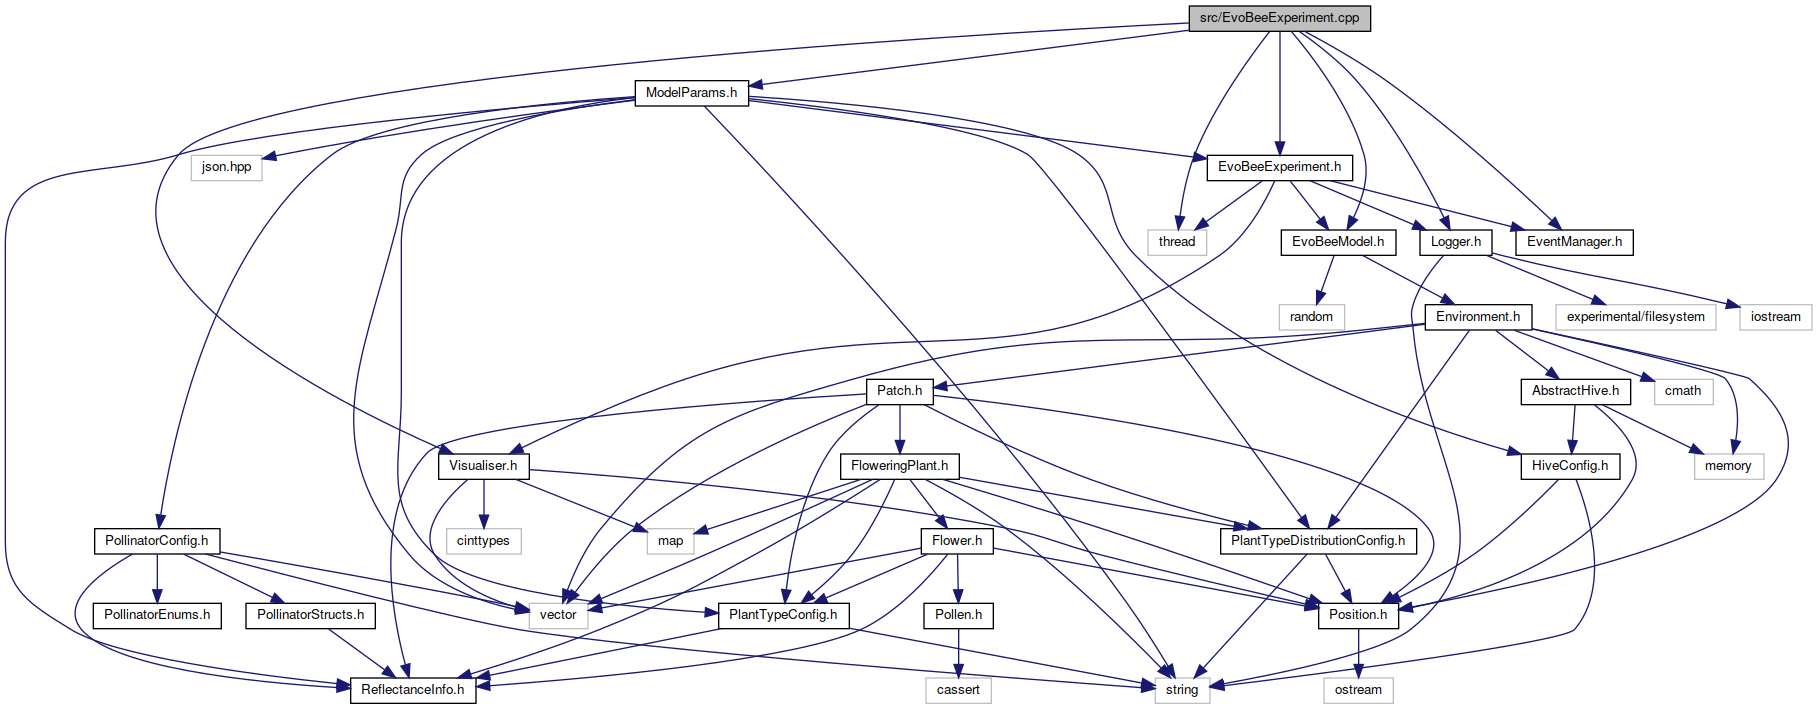 src/EvoBeeExperiment.cpp
ModelParams.h
json.hpp
EvoBeeExperiment.h
thread
EvoBeeModel.h
Logger.h
EventManager.h
random
Environment.h
experimental/filesystem
iostream
Patch.h
AbstractHive.h
cmath
Visualiser.h
FloweringPlant.h
HiveConfig.h
memory
PollinatorConfig.h
cinttypes
map
Flower.h
PlantTypeDistributionConfig.h
PollinatorEnums.h
PollinatorStructs.h
vector
PlantTypeConfig.h
Pollen.h
Position.h
ReflectanceInfo.h
cassert
string
ostream